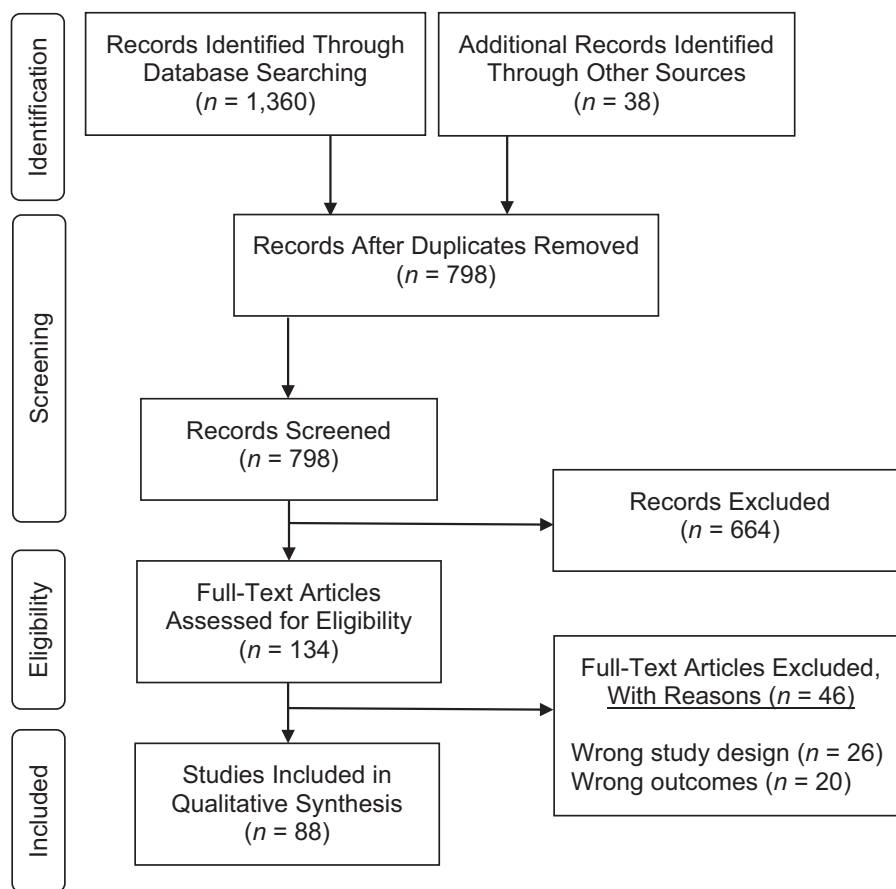 Identification
Records Identified Through
Database Searching
(n = 1,360)
Additional Records Identified
Through Other Sources
(n = 38)
Screening
Records After Duplicates Removed
(n = 798)
Records Screened
(n = 798)
Records Excluded
(n = 664)
Eligibility
Full-Text Articles
Assessed for Eligibility
(n = 134)
Full-Text Articles Excluded,
With Reasons (n = 46)
Wrong study design (n = 26)
Wrong outcomes (n = 20)
Included
Studies Included in
Qualitative Synthesis
(n = 88)